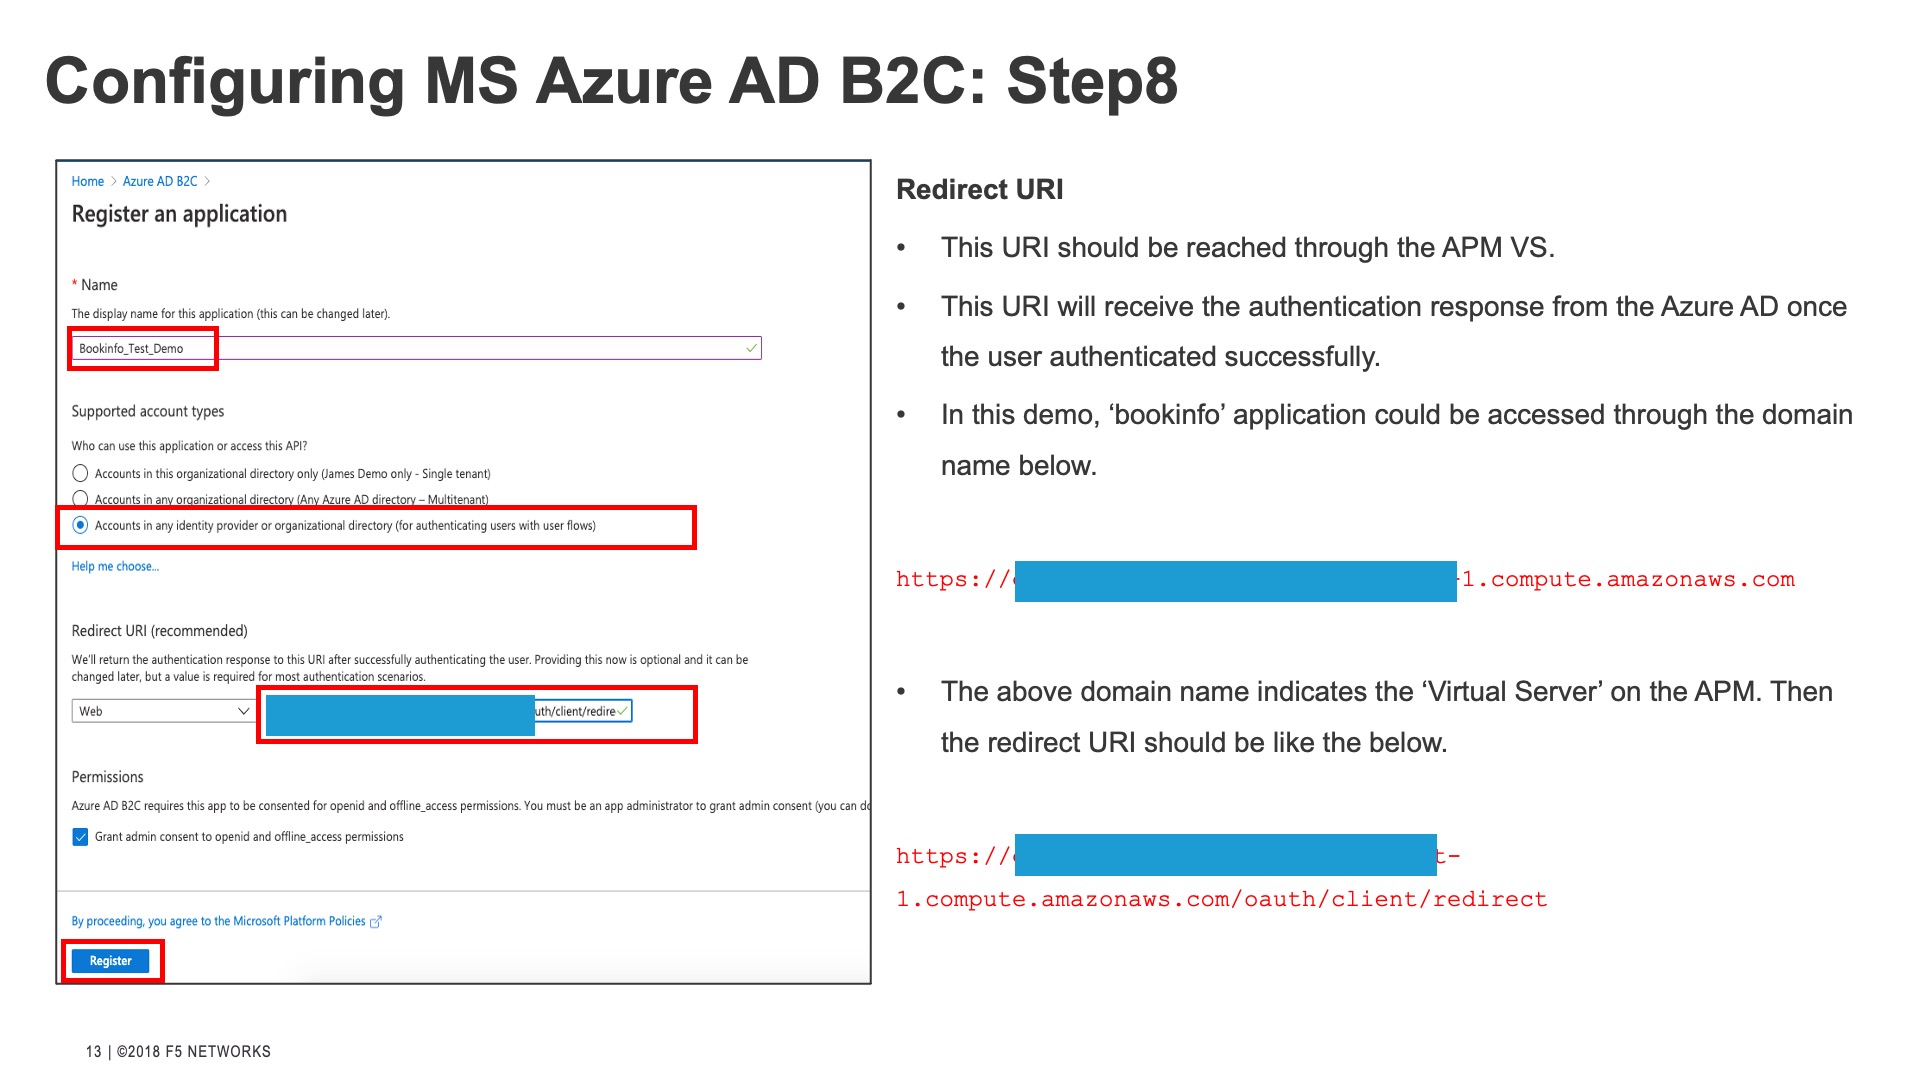 Configuring MS Azure AD B2C: Step8
Home > Azure AD B2C >
Register an application
* Name
The display name for this application (this can be changed later).
Bookinfo_Test_Demo
Supported account types
Who can use this application or access this API?
Accounts in this organizational directory only (James Demo only - Single tenant)
Accounts in any organizational directory (Any Azure AD directory – Multitenant)
Accounts in any identity provider or organizational directory (for authenticating users with user flows)
Help me choose...
Redirect URI (recommended)
We'll return the authentication response to this URI after successfully authenticating the user. Providing this now is optional and it can be
changed later, but a value is required for most authentication scenarios.
Web
uth/client/redire
Permissions
Azure AD B2C requires this app to be consented for openid and offline_access permissions. You must be an app administrator to grant admin consent (you can do
Grant admin consent to openid and offline_access permissions
By proceeding, you agree to the Microsoft Platform Policies
Register
Redirect URI
• This URI should be reached through the APM VS.
• This URI will receive the authentication response from the Azure AD once
the user authenticated successfully.
• In this demo, ‘bookinfo’ application could be accessed through the domain
name below.
https:// -1.compute.amazonaws.com
• The above domain name indicates the ‘Virtual Server’ on the APM. Then
the redirect URI should be like the below.
https:// t-
1.compute.amazonaws.com/oauth/client/redirect
13 | ©2018 F5 NETWORKS